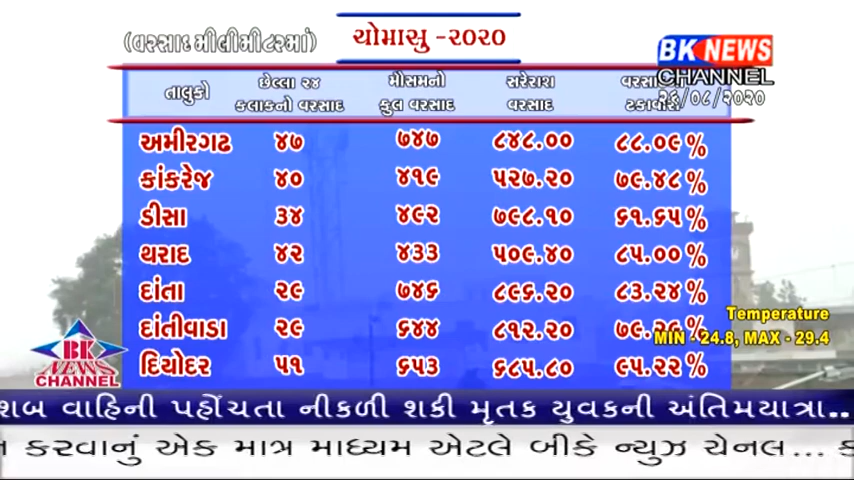 (વરસાદ મીલીમીટરમાં)
ચોમાસુ -૨૦૨૦
BK NEWS
CHANNEL
૨૬/૦૮/૨૦૨૦
તાલુકો છેલ્લા ૨૪ કલાકનો વરસાદ મૌસમનો કુલ વરસાદ સરેરાશ વરસાદ
અમીરગઢ ૪૭ ૭૪૭ ૮૪૮.૦૦ ૮૮.૦૯ %
કાંકરેજ ૪૦ ૪૧૯ ૫૨૭.૨૦ ૭૯.૪૮ %
ડીસા ૩૪ ૪૯૨ ૭૯૮.૧૦ ૬૧.૬૫ %
થરાદ ૪૨ ૪૩૩ ૫૦૯.૪૦ ૮૫.૦૦ %
દાંતા ૨૯ ૭૪૬ ૮૯૬.૨૦ ૮૩.૨૪ %
દાંતીવાડા ૨૯ ૬૪૪ ૮૧૨.૨૦ %
દિયોદર ૫૧ ૬૫૩ ૬૮૫.૮૦ ૯૫.૨૨ %
Temperature
MIN - 24.8, MAX - 29.4
BK
NEWS
CHANNEL
શબ વાહિની પહોંચતા નીકળી શકી મૃતક યુવકની અંતિમયાત્રા..
કરવાનું એક માત્ર માધ્યમ એટલે બીકે ન્યુઝ ચેનલ...